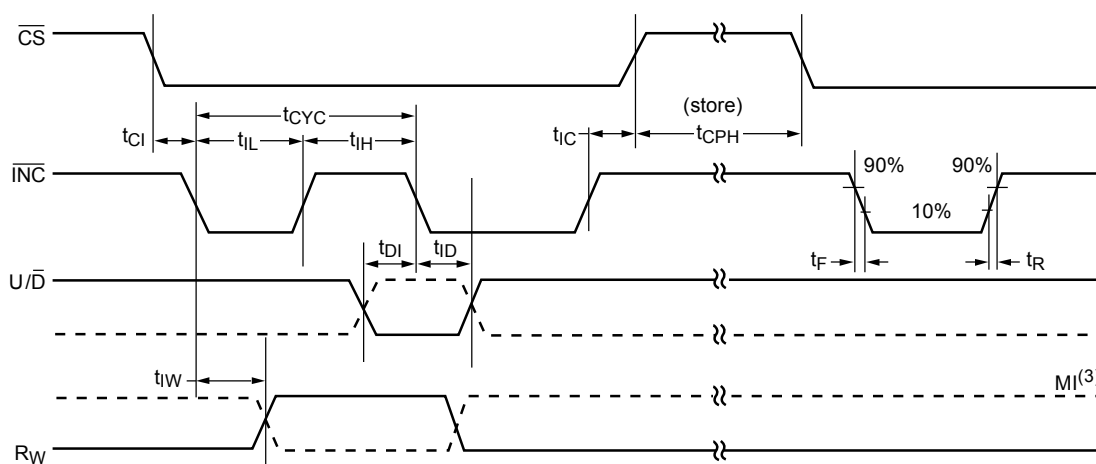 CS
(store)
tCYC
tCI
tIL
tIH
tIC
tCPH
INC
90%
90%
10%
tDI
tID
tF
tR
U/D
tIW
MI(3)
RW